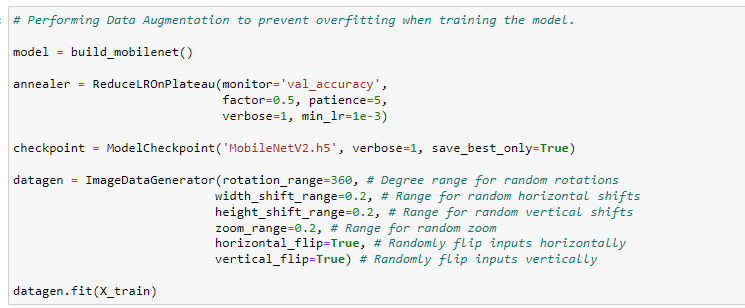 # Performing Data Augmentation to prevent overfitting when training the model.
model = build_mobilenet()
annealer = ReduceLROnPlateau(monitor='val_accuracy',
factor=0.5, patience=5,
verbose=1, min_lr=1e-3)
checkpoint = ModelCheckpoint('MobileNetV2.h5', verbose=1, save_best_only=True)
datagen = ImageDataGenerator(rotation_range=360, # Degree range for random rotations
width_shift_range=0.2, # Range for random horizontal shifts
height_shift_range=0.2, # Range for random vertical shifts
zoom_range=0.2, # Range for random zoom
horizontal_flip=True, # Randomly flip inputs horizontally
vertical_flip=True) # Randomly flip inputs vertically
datagen.fit(X_train)